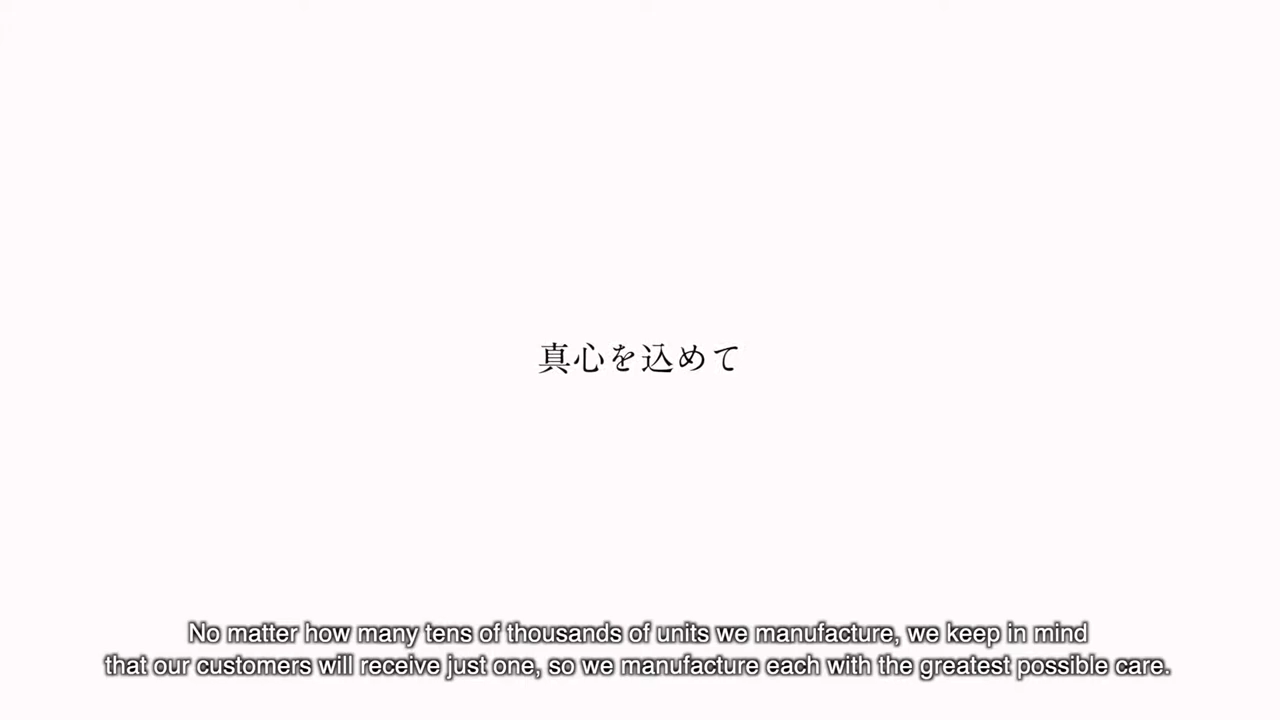 真心を込めて
No matter how many tens of thousands of units we manufacture, we keep in mind
that our customers will receive just one, so we manufacture each with the greatest possible care.